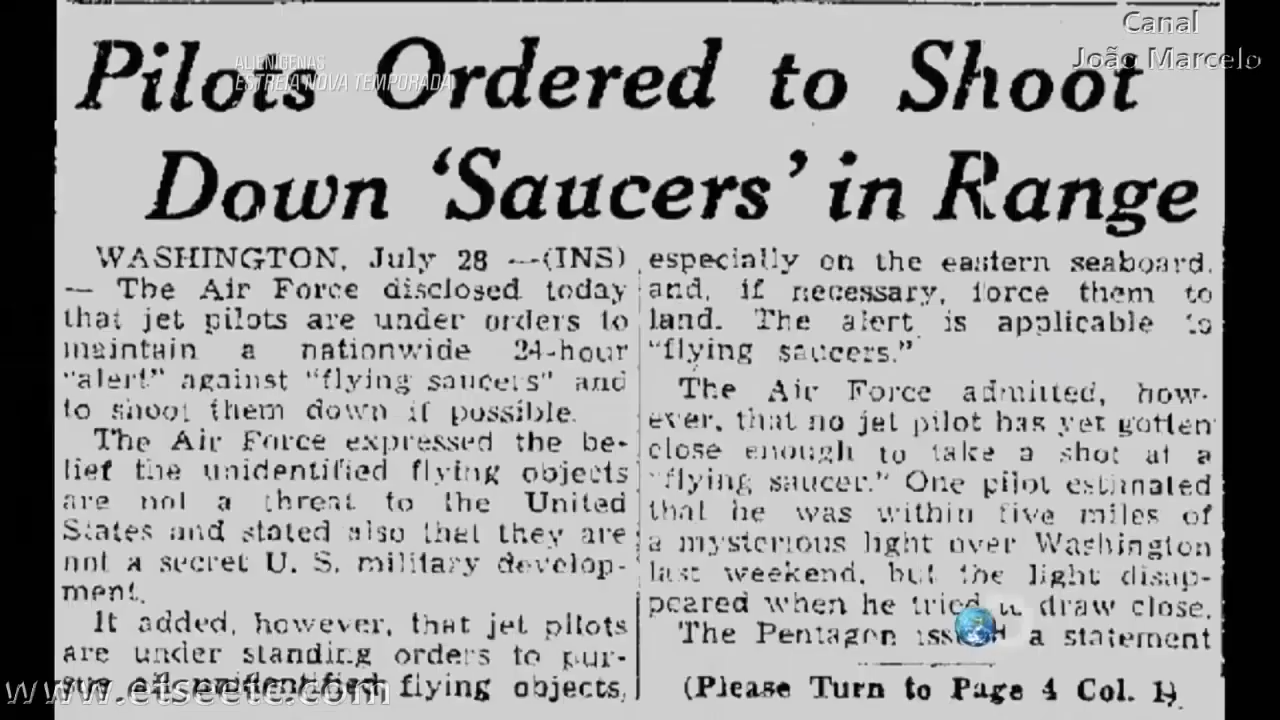 Canal
João Marcelo
ALIENÍGENAS
ESTREIA NOVA TEMPORADA
Pilots Ordered to Shoot
Down 'Saucers' in Range
WASHINGTON, July 28 —(INS)
— The Air Force disclosed today
that jet pilots are under orders to
maintain a nationwide 24-hour
"alert" against "flying saucers" and
to shoot them down if possible.
The Air Force expressed the be-
lief the unidentified flying objects
are not a threat to the United
States and stated also that they are
not a secret U. S. military develop-
ment.
It added, however, that jet pilots
are under standing orders to pur-
sue all unidentified flying objects,
especially on the eastern seaboard,
and, if necessary, force them to
land. The alert is applicable to
"flying saucers."
The Air Force admitted, how-
ever, that no jet pilot has yet gotten
close enough to take a shot at a
"flying saucer." One pilot estimated
that he was within five miles of
a mysterious light over Washington
last weekend, but the light disap-
peared when he tried to draw close.
The Pentagon issued a statement
(Please Turn to Page 4 Col. 1)
www.etseetc.com